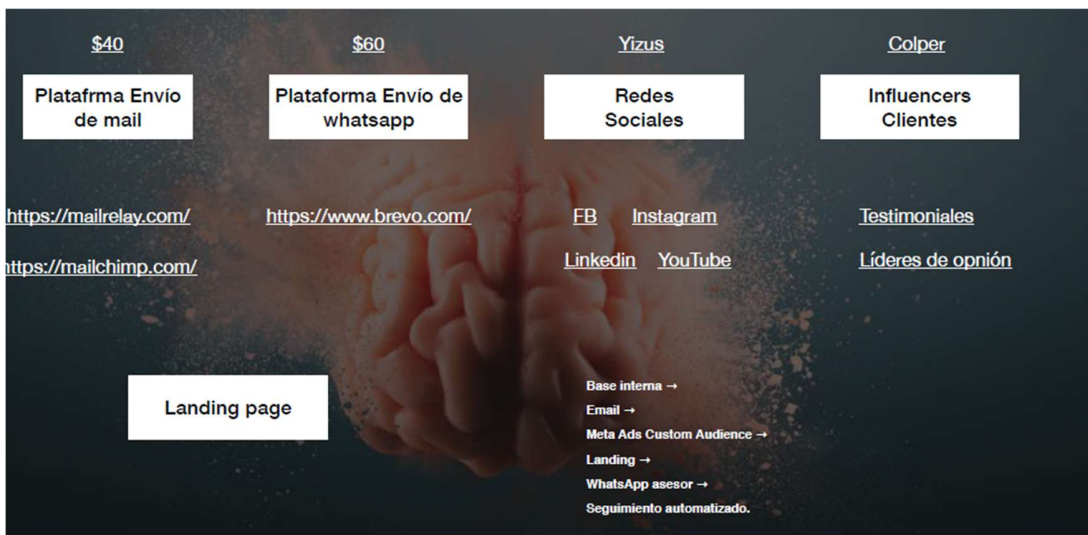 $40
$60
Yizus
Colper
Platafrma Envío
de mail
Plataforma Envío de
whatsapp
Redes
Sociales
Influencers
Clientes
https://mailrelay.com/
https://www.brevo.com/
FB
Instagram
Testimoniales
https://mailchimp.com/
Linkedin
YouTube
Líderes de opnión
Landing page
Base interna →
Email →
Meta Ads Custom Audience →
Landing →
WhatsApp asesor →
Seguimiento automatizado.